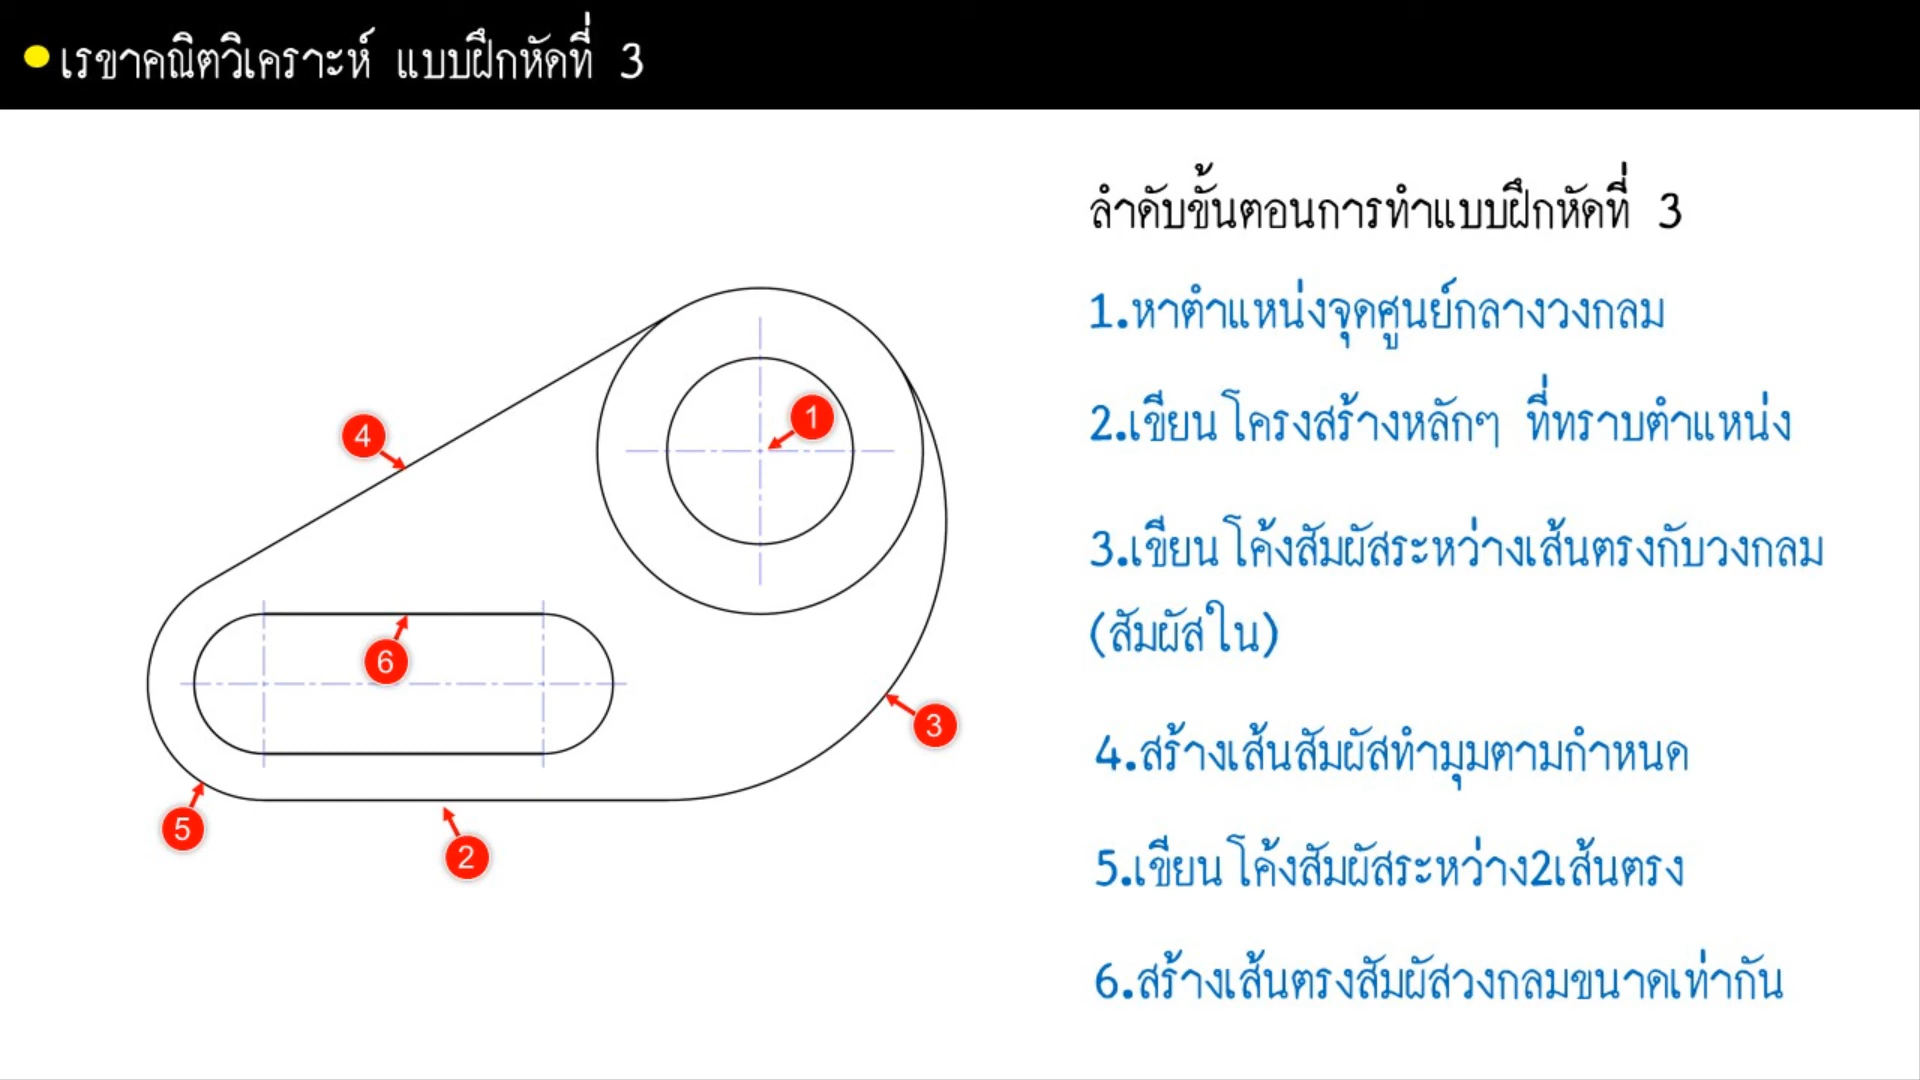 เรขาคณิตวิเคราะห์ แบบฝึกหัดที่ 3
ลำดับขั้นตอนการทำแบบฝึกหัดที่ 3
1.หาตำแหน่งจุดศูนย์กลางวงกลม
2.เขียนโครงสร้างหลักๆ ที่ทราบตำแหน่ง
3.เขียนโค้งสัมผัสระหว่างเส้นตรงกับวงกลม
(สัมผัสใน)
4.สร้างเส้นสัมผัสทำมุมตามกำหนด
5.เขียนโค้งสัมผัสระหว่าง2เส้นตรง
6.สร้างเส้นตรงสัมผัสวงกลมขนาดเท่ากัน
1
4
6
3
5
2